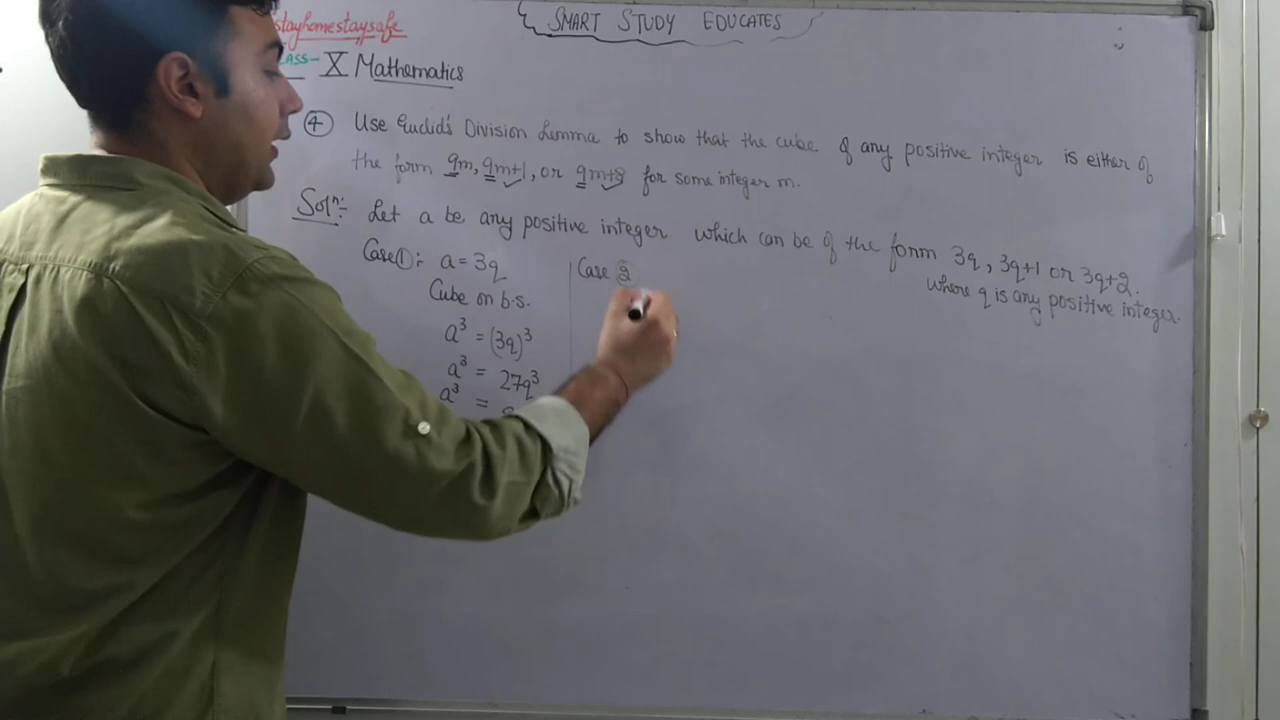 SMART STUDY EDUCATES
stayhomestaysafe
CLASS- X Mathematics
④ Use Euclid's Division Lemma to show that the cube of any positive integer is either of
the form 9m, 9m+1, or 9m+8 for some integer m.
Solⁿ:- Let a be any positive integer which can be of the form 3q, 3q+1 or 3q+2.
where q is any positive integer.
Case①: a = 3q
Cube on b.s.
a³ = (3q)³
a³ = 27q³
a³ =
Case ②